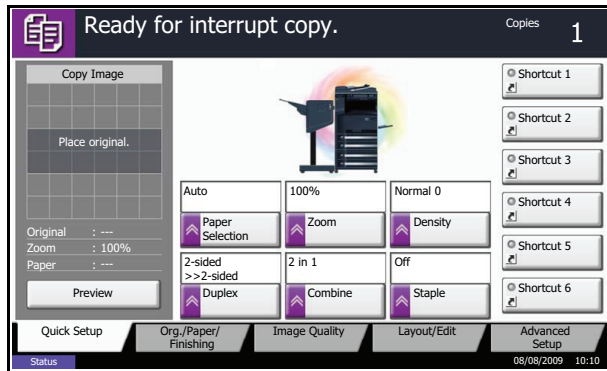 Ready for interrupt copy.
Copies 1
Copy Image
Place original.
Original : ---
Zoom : 100%
Paper : ---
Preview
Auto
Paper
Selection
100%
Zoom
Normal 0
Density
2-sided
>>2-sided
Duplex
2 in 1
Combine
Off
Staple
Shortcut 1
Shortcut 2
Shortcut 3
Shortcut 4
Shortcut 5
Shortcut 6
Quick Setup
Org./Paper/
Finishing
Image Quality
Layout/Edit
Advanced
Setup
Status
08/08/2009 10:10